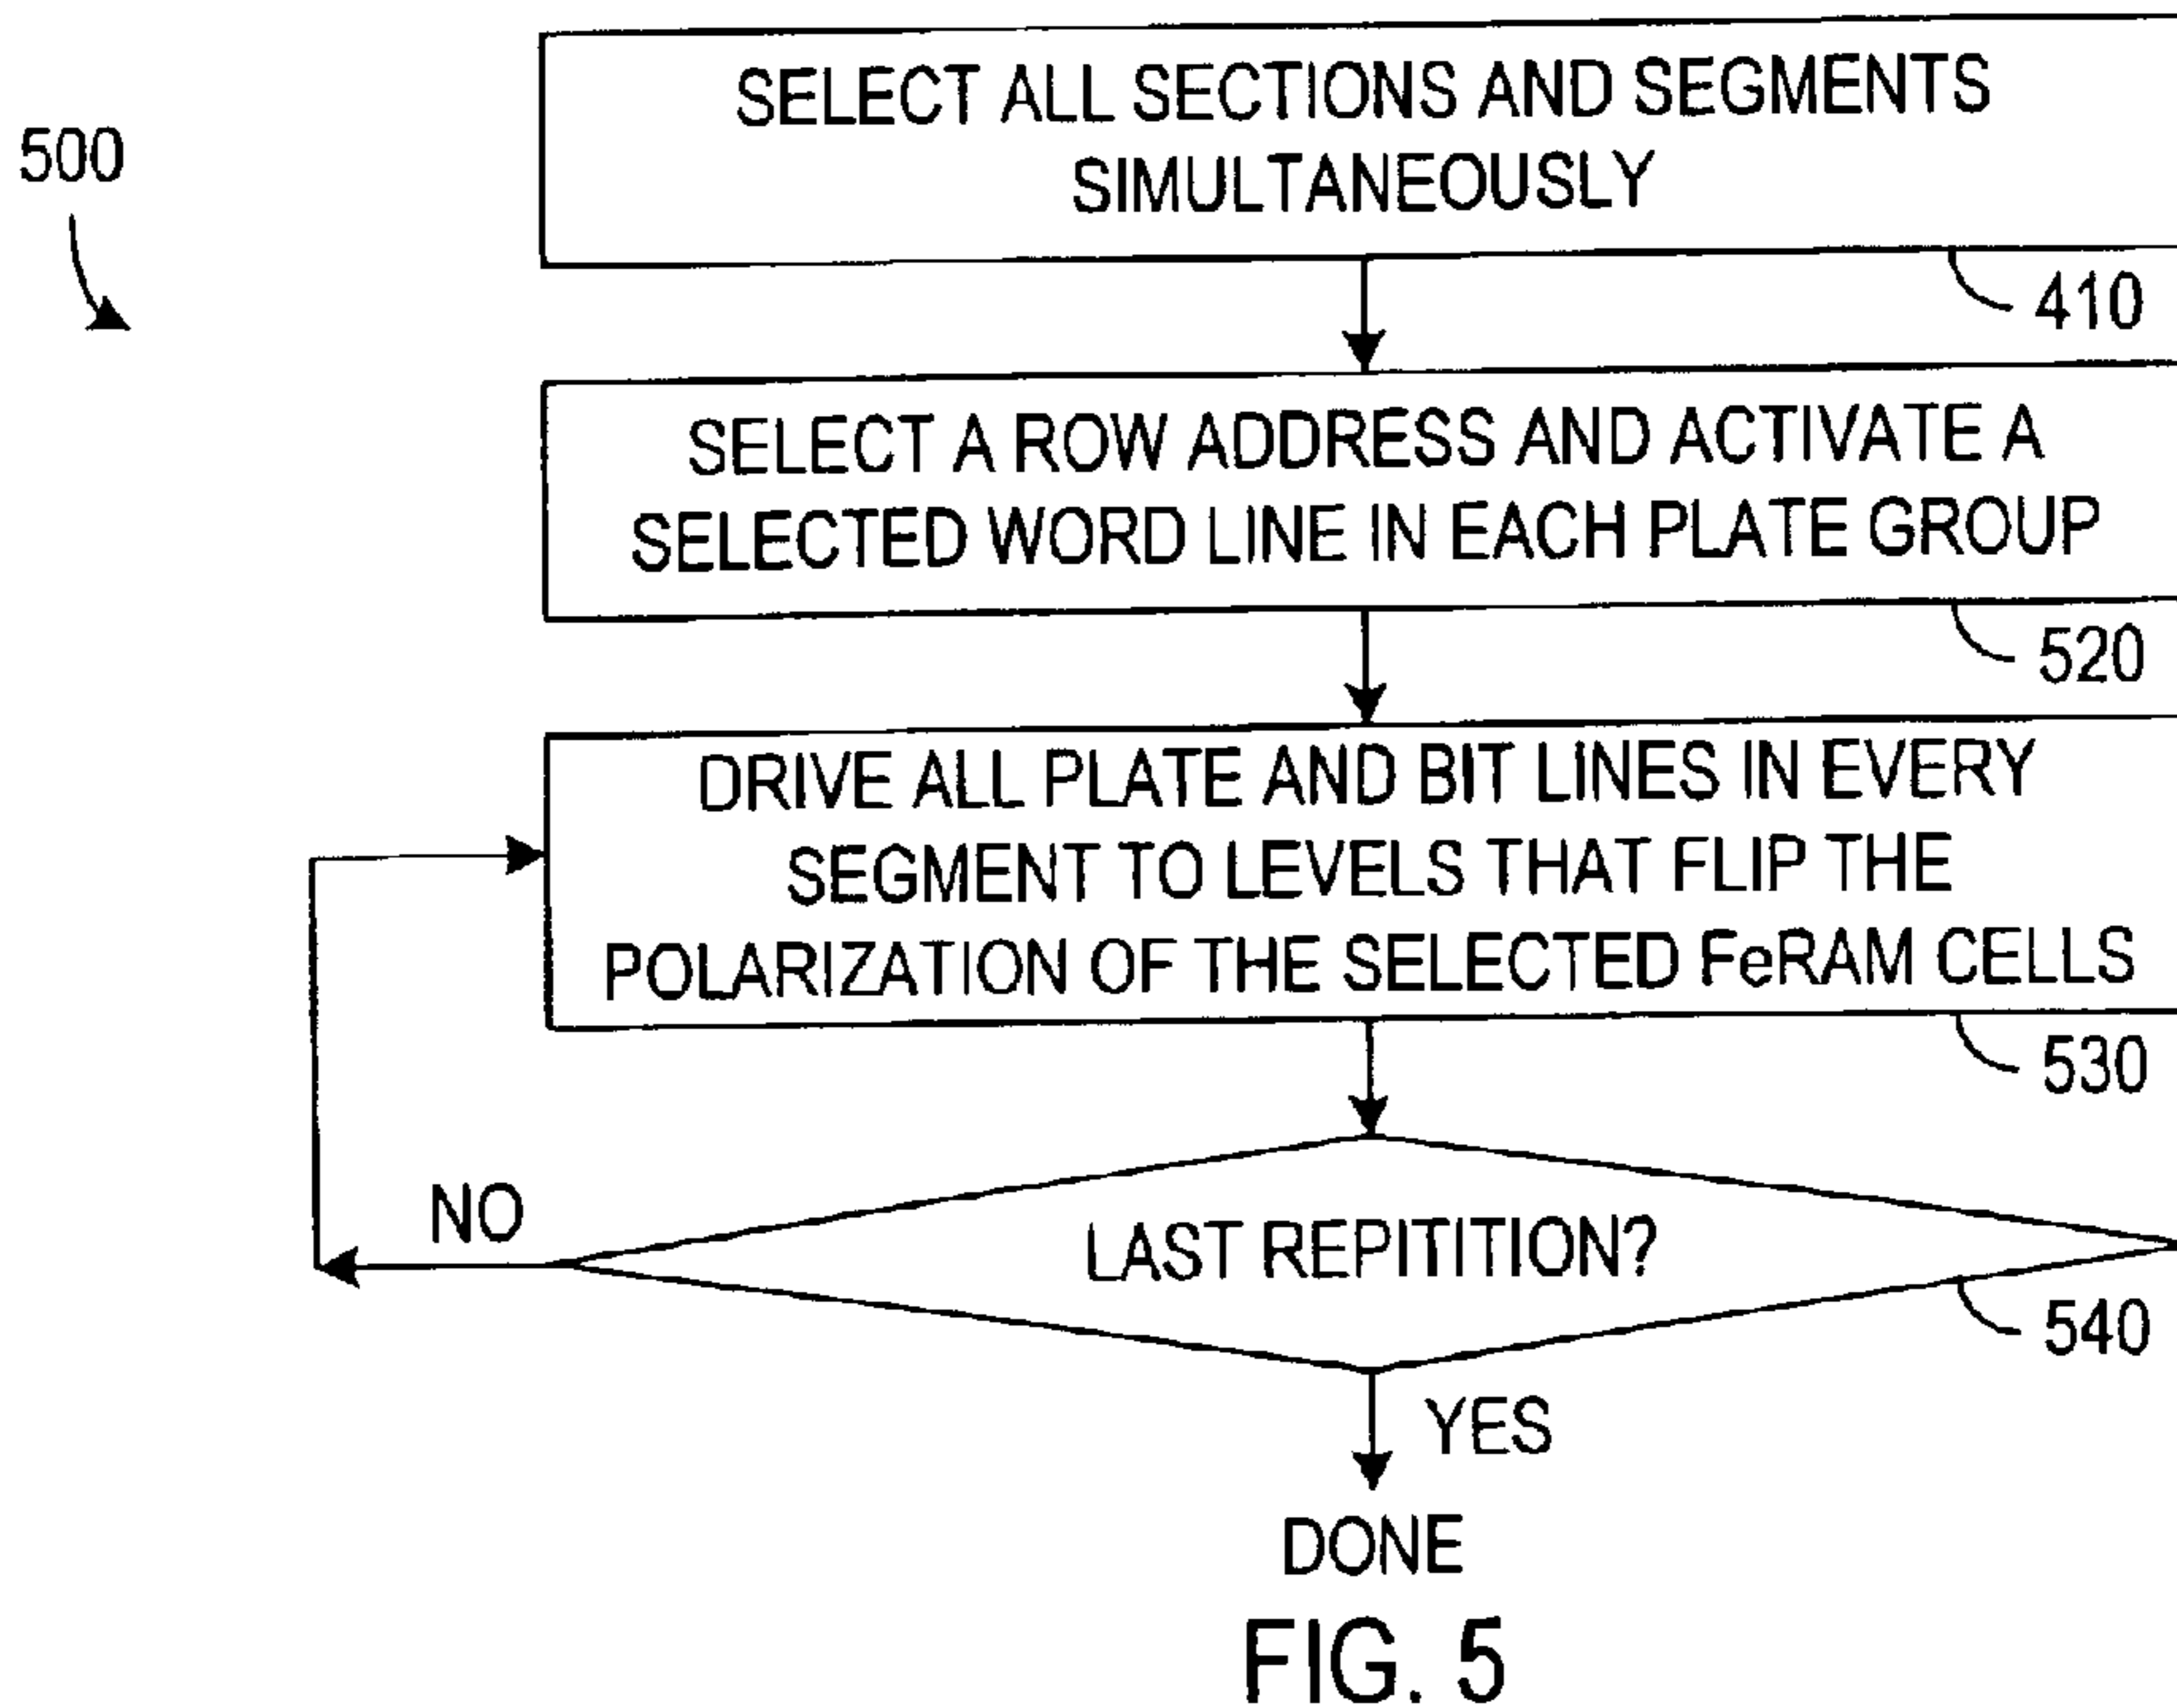 500
SELECT ALL SECTIONS AND SEGMENTS
SIMULTANEOUSLY
410
SELECT A ROW ADDRESS AND ACTIVATE A
SELECTED WORD LINE IN EACH PLATE GROUP
520
DRIVE ALL PLATE AND BIT LINES IN EVERY
SEGMENT TO LEVELS THAT FLIP THE
POLARIZATION OF THE SELECTED FeRAM CELLS
530
NO
LAST REPITITION?
540
YES
DONE
FIG. 5